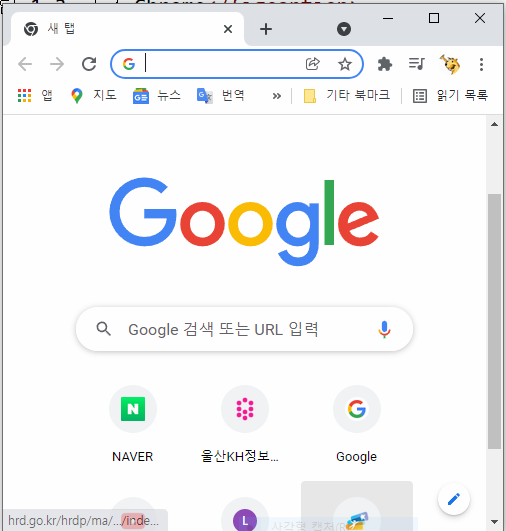 새 탭
앱 지도 뉴스 번역 » 기타 북마크 읽기 목록
Google
Google 검색 또는 URL 입력
NAVER 울산KH정보... Google
L
hrd.go.kr/hrdp/ma/.../inde...